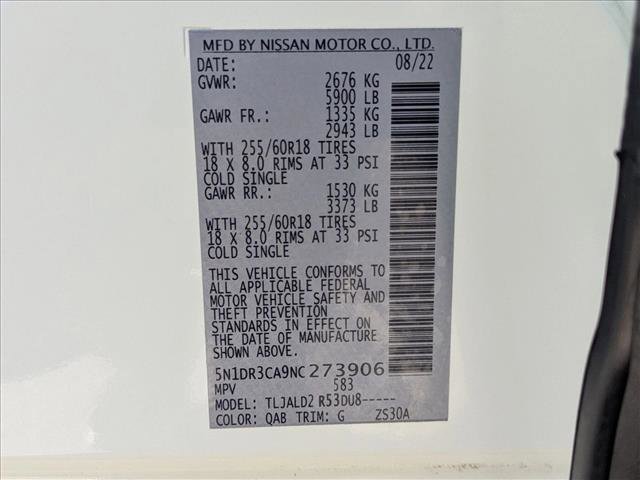 MFD BY NISSAN MOTOR CO., LTD.
DATE: 08/22
GVWR: 2676 KG
5900 LB
GAWR FR.: 1335 KG
2943 LB
WITH 255/60R18 TIRES
18 X 8.0 RIMS AT 33 PSI
COLD SINGLE
GAWR RR.: 1530 KG
3373 LB
WITH 255/60R18 TIRES
18 X 8.0 RIMS AT 33 PSI
COLD SINGLE
THIS VEHICLE CONFORMS TO
ALL APPLICABLE FEDERAL
MOTOR VEHICLE SAFETY AND
THEFT PREVENTION
STANDARDS IN EFFECT ON
THE DATE OF MANUFACTURE
SHOWN ABOVE.
5N1DR3CA9NC273906
MPV 583
MODEL: TLJALD2 R53DU8-----
COLOR: QAB TRIM: G ZS30A